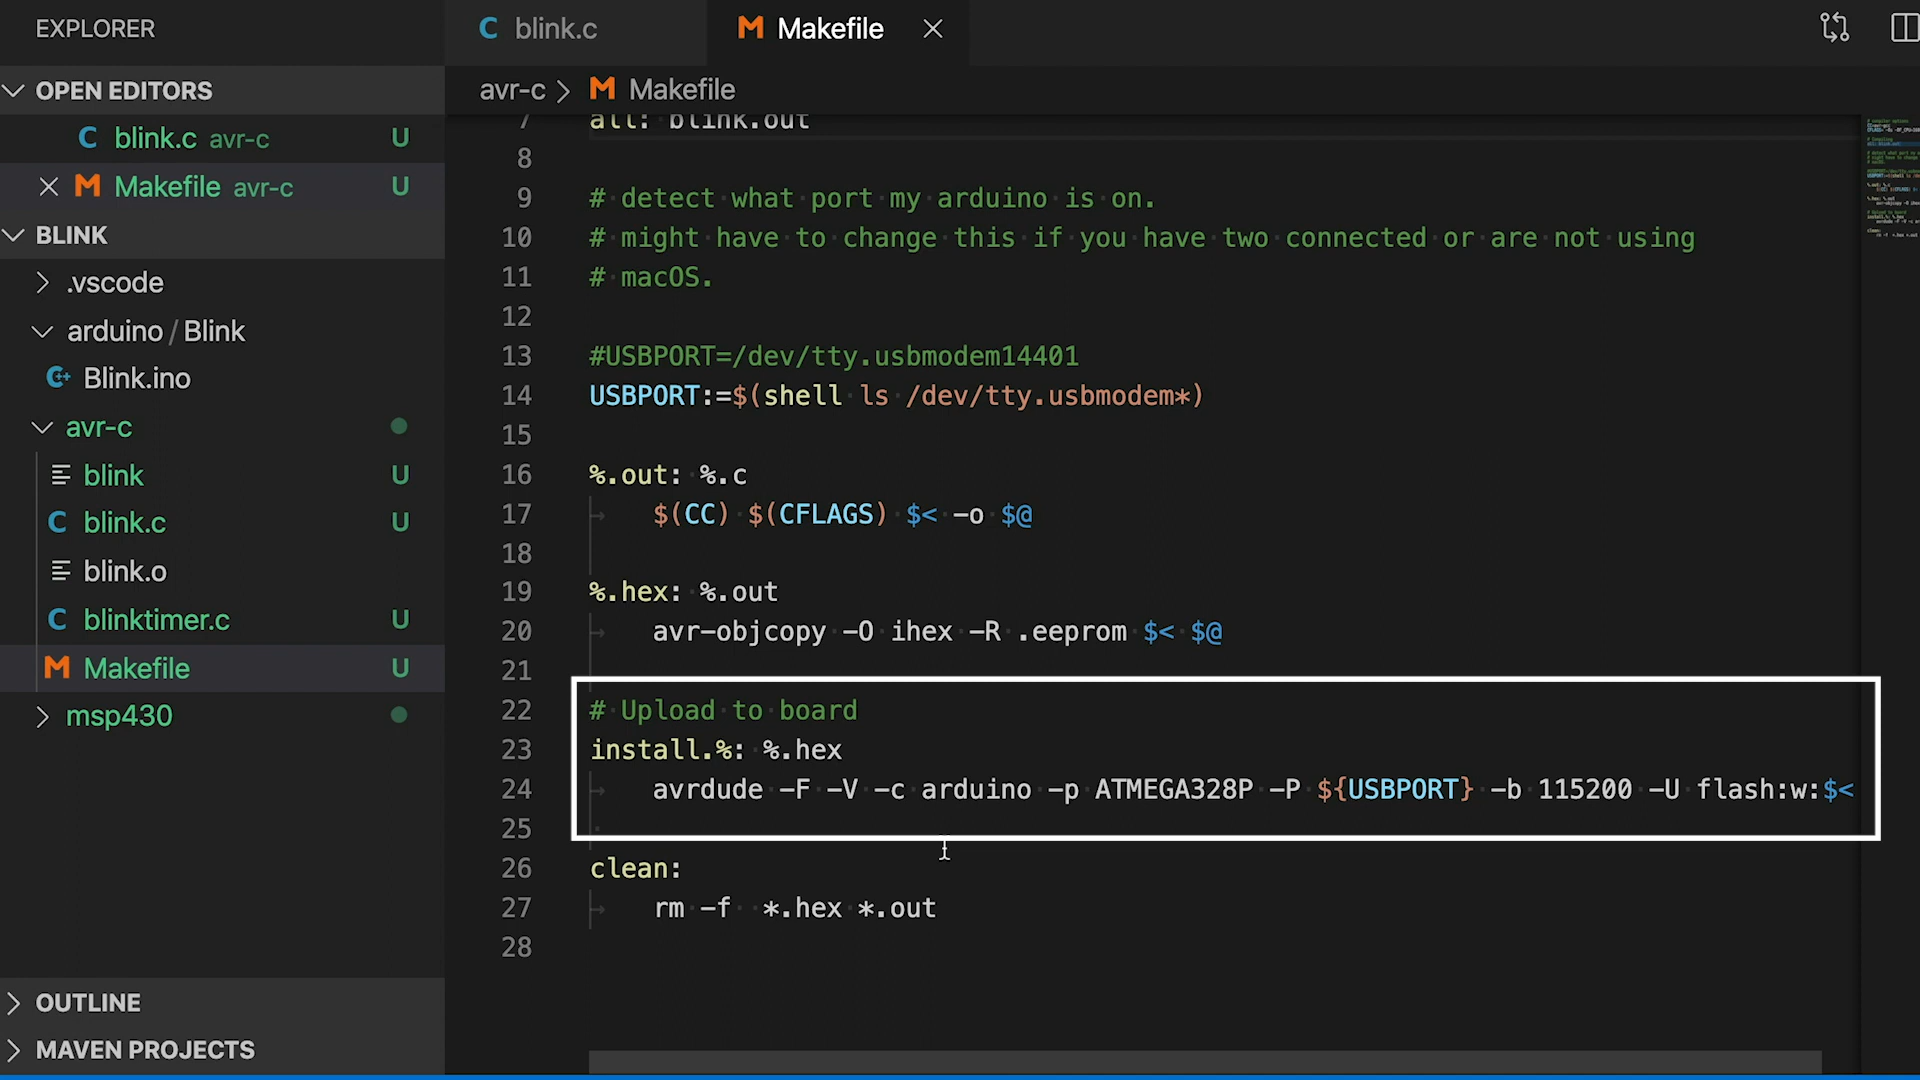 EXPLORER
C blink.c
M Makefile
OPEN EDITORS
C blink.c avr-c U
M Makefile avr-c U
BLINK
.vscode
arduino / Blink
Blink.ino
avr-c
blink U
C blink.c U
blink.o
C blinktimer.c U
M Makefile U
msp430
OUTLINE
MAVEN PROJECTS
avr-c > M Makefile
7 all: blink.out
8
9 # detect what port my arduino is on.
10 # might have to change this if you have two connected or are not using
11 # macOS.
12
13 #USBPORT=/dev/tty.usbmodem14401
14 USBPORT:=$(shell ls /dev/tty.usbmodem*)
15
16 %.out: %.c
17 $(CC) $(CFLAGS) $< -o $@
18
19 %.hex: %.out
20 avr-objcopy -O ihex -R .eeprom $< $@
21
22 # Upload to board
23 install.%: %.hex
24 avrdude -F -V -c arduino -p ATMEGA328P -P ${USBPORT} -b 115200 -U flash:w:$<
25
26 clean:
27 rm -f  *.hex *.out
28